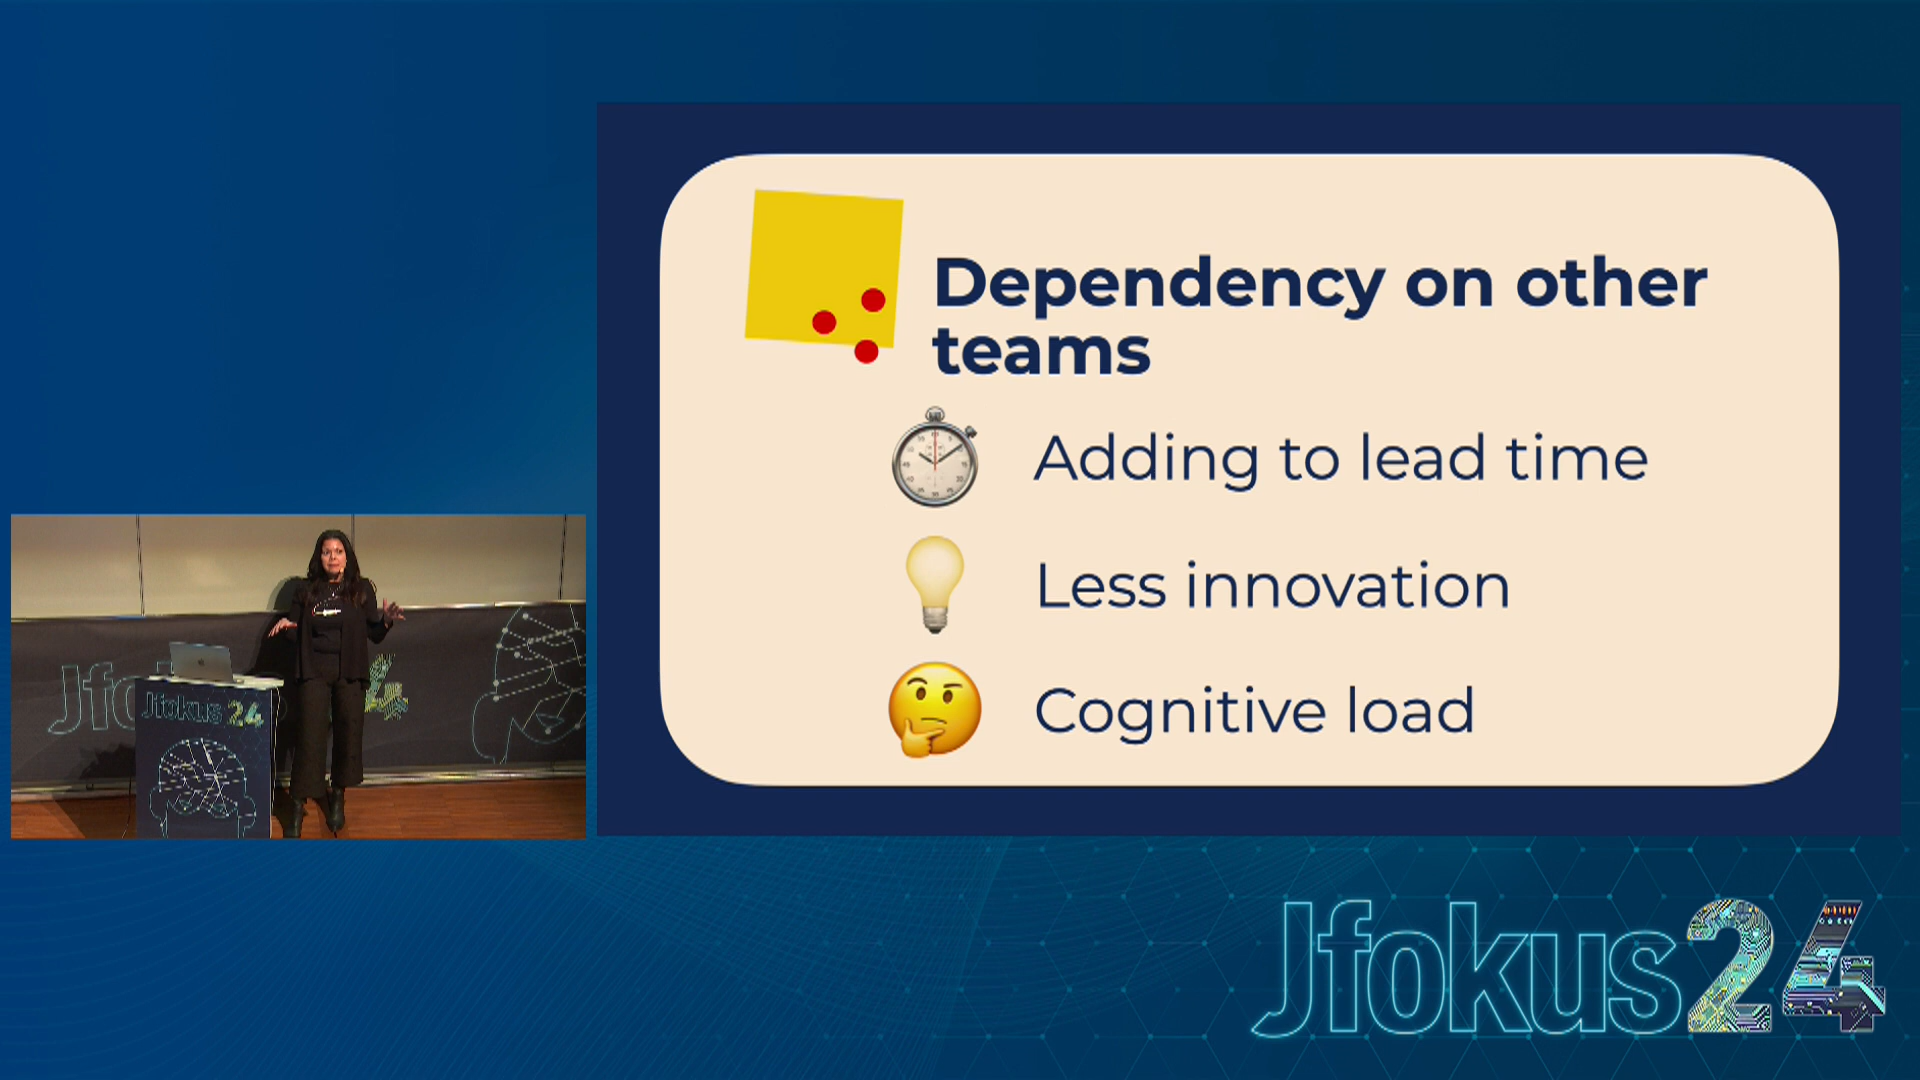 Dependency on other
teams
Adding to lead time
Less innovation
Cognitive load
Jfokus 24
Jfokus24